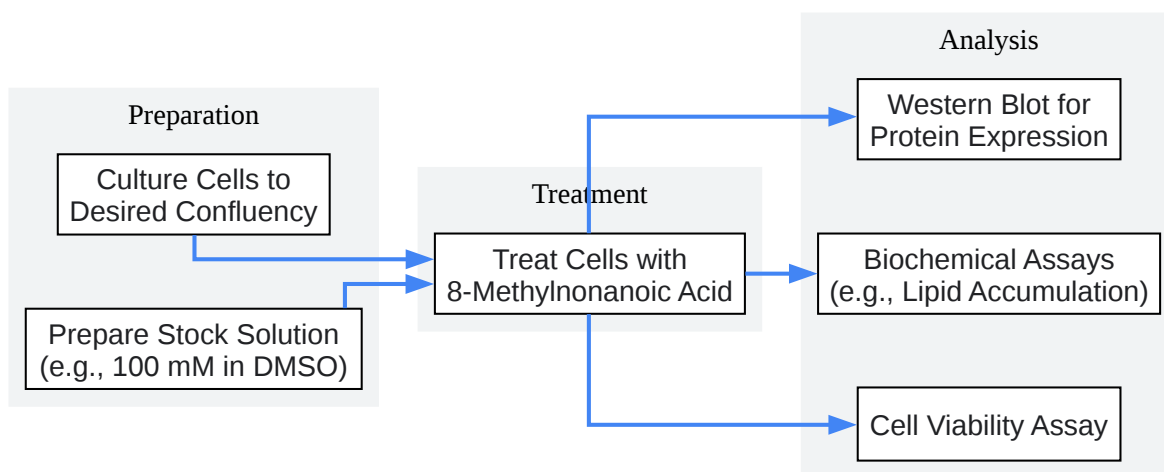 Preparation
Culture Cells to
Desired Confluency
Prepare Stock Solution
(e.g., 100 mM in DMSO)
Treatment
Treat Cells with
8-Methylnonanoic Acid
Analysis
Western Blot for
Protein Expression
Biochemical Assays
(e.g., Lipid Accumulation)
Cell Viability Assay